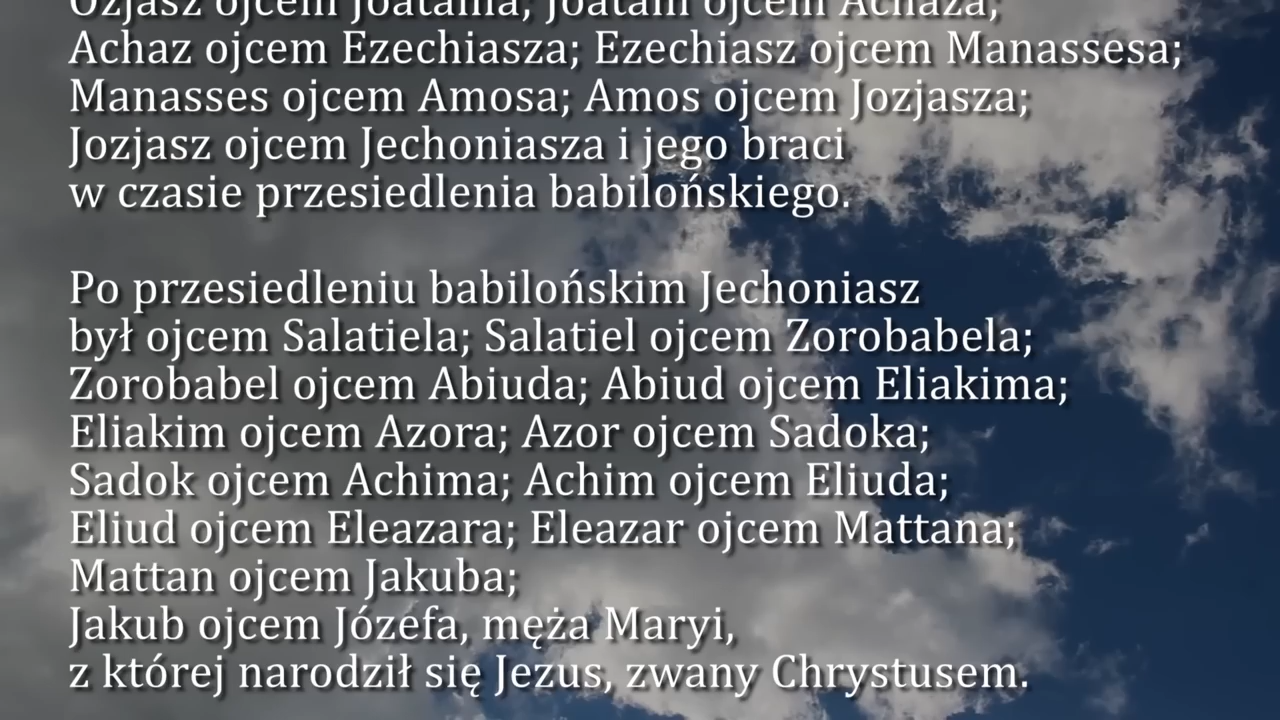 Ozjasz ojcem Joatama; Joatam ojcem Achaza;
Achaz ojcem Ezechiasza; Ezechiasz ojcem Manassesa;
Manasses ojcem Amosa; Amos ojcem Jozjasza;
Jozjasz ojcem Jechoniasza i jego braci
w czasie przesiedlenia babilońskiego.

Po przesiedleniu babilońskim Jechoniasz
był ojcem Salatiela; Salatiel ojcem Zorobabela;
Zorobabel ojcem Abiuda; Abiud ojcem Eliakima;
Eliakim ojcem Azora; Azor ojcem Sadoka;
Sadok ojcem Achima; Achim ojcem Eliuda;
Eliud ojcem Eleazara; Eleazar ojcem Mattana;
Mattan ojcem Jakuba;
Jakub ojcem Józefa, męża Maryi,
z której narodził się Jezus, zwany Chrystusem.